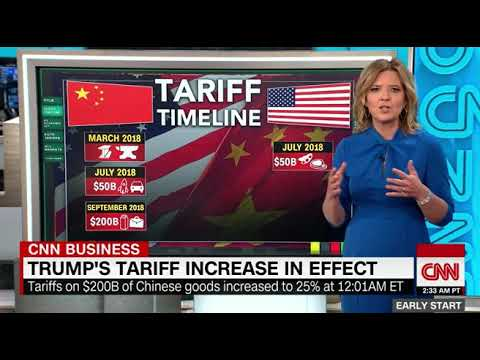 TARIFF
TIMELINE
MARCH 2018
JULY 2018
$50B
SEPTEMBER 2018
$200B
JULY 2018
$50B
CNN BUSINESS
TRUMP'S TARIFF INCREASE IN EFFECT
Tariffs on $200B of Chinese goods increased to 25% at 12:01AM ET
CNN
2:33 AM PT
EARLY START